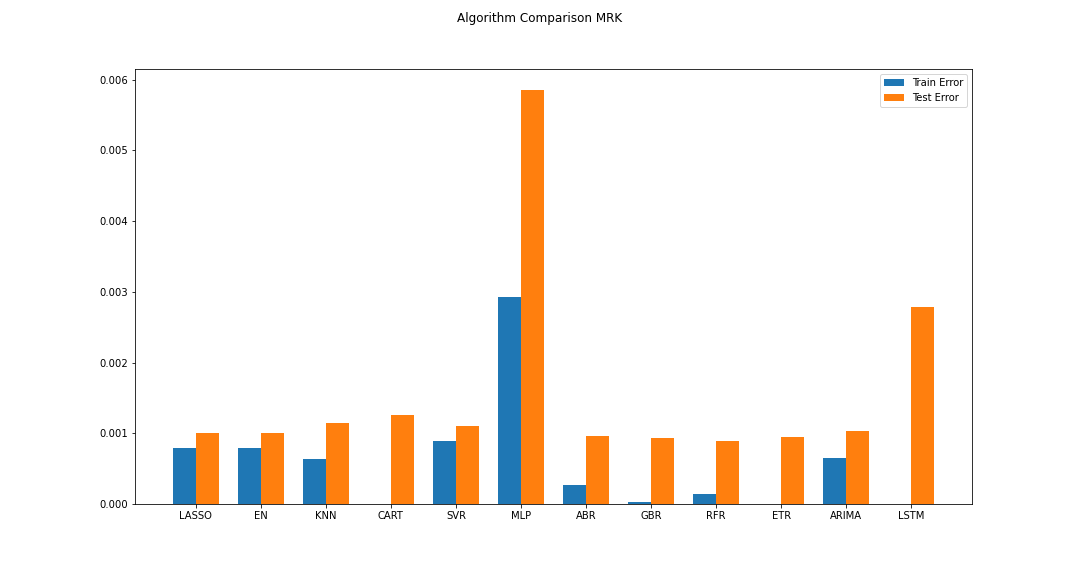 Algorithm Comparison MRK
Train Error
Test Error
0.006
0.005
0.004
0.003
0.002
0.001
0.000
LASSO EN KNN CART SVR MLP ABR GBR RFR ETR ARIMA LSTM